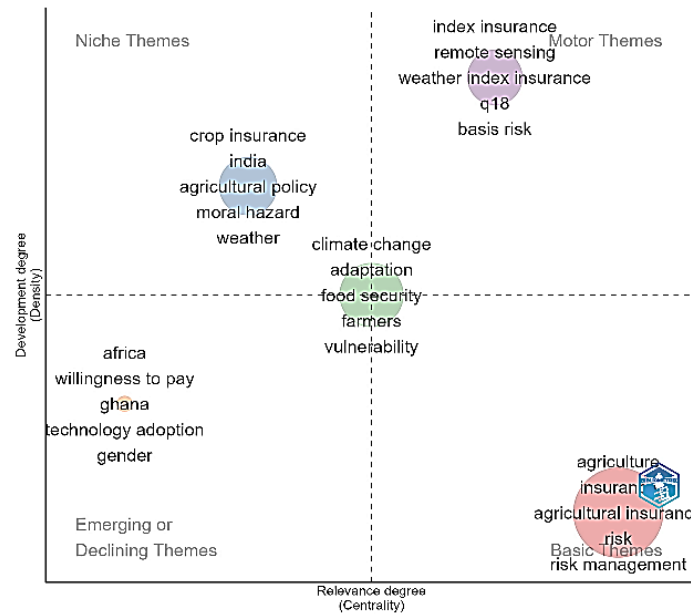 Niche Themes
Motor Themes
index insurance
remote sensing
weather index insurance
q18
basis risk
crop insurance
india
agricultural policy
moral hazard
weather
climate change
adaptation
food security
farmers
vulnerability
africa
willingness to pay
ghana
technology adoption
gender
agriculture
insuranc
agricultural insuranc
risk
risk management
Emerging or
Declining Themes
Basic Themes
Development degree
(Density)
Relevance degree
(Centrality)